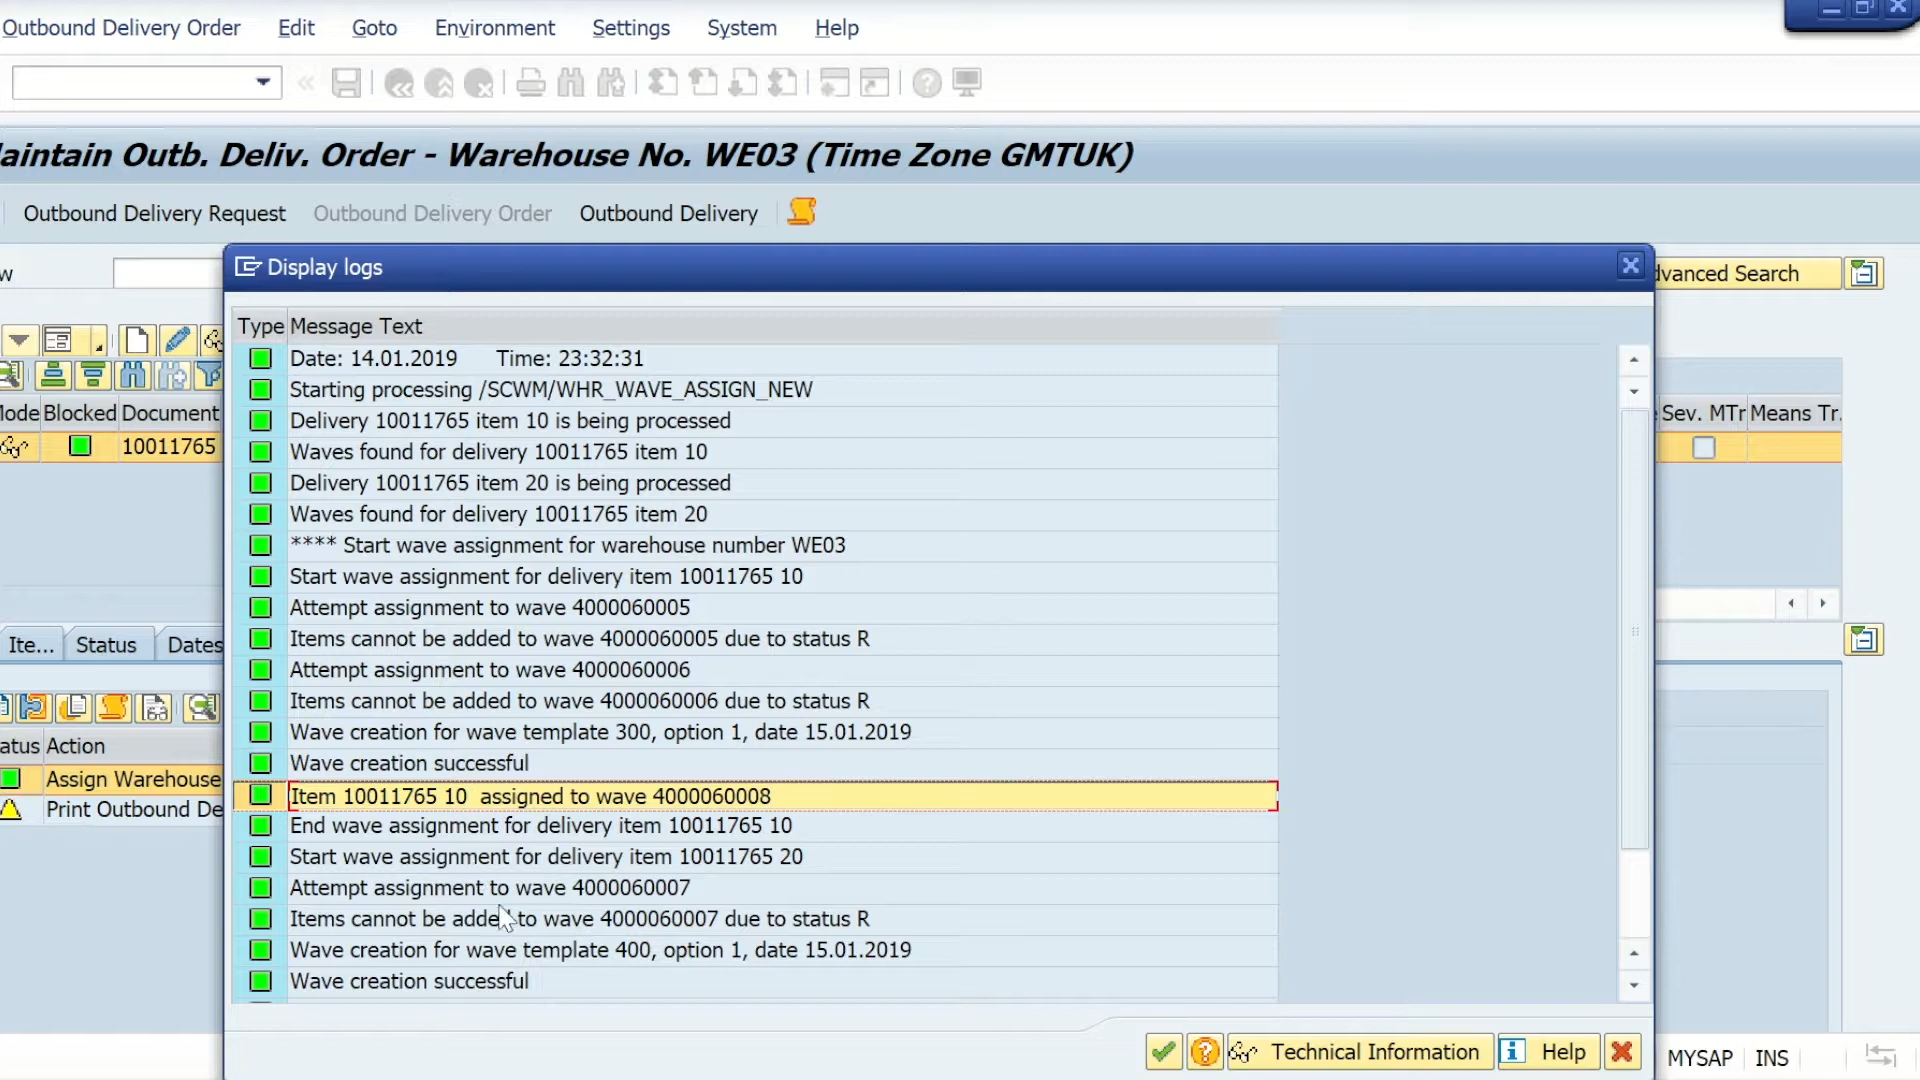 Outbound Delivery Order Edit Goto Environment Settings System Help
aintain Outb. Deliv. Order - Warehouse No. WE03 (Time Zone GMTUK)
Outbound Delivery Request Outbound Delivery Order Outbound Delivery
w
dvanced Search
Display logs
Type Message Text
Date: 14.01.2019 Time: 23:32:31
Starting processing /SCWM/WHR_WAVE_ASSIGN_NEW
Delivery 10011765 item 10 is being processed
Waves found for delivery 10011765 item 10
Delivery 10011765 item 20 is being processed
Waves found for delivery 10011765 item 20
**** Start wave assignment for warehouse number WE03
Start wave assignment for delivery item 10011765 10
Attempt assignment to wave 4000060005
Items cannot be added to wave 4000060005 due to status R
Attempt assignment to wave 4000060006
Items cannot be added to wave 4000060006 due to status R
Wave creation for wave template 300, option 1, date 15.01.2019
Wave creation successful
Item 10011765 10 assigned to wave 4000060008
End wave assignment for delivery item 10011765 10
Start wave assignment for delivery item 10011765 20
Attempt assignment to wave 4000060007
Items cannot be added to wave 4000060007 due to status R
Wave creation for wave template 400, option 1, date 15.01.2019
Wave creation successful
Technical Information Help
ode Blocked Document
10011765
Sev. MTr Means Tr.
Ite... Status Dates
atus Action
Assign Warehouse
Print Outbound De
MYSAP INS